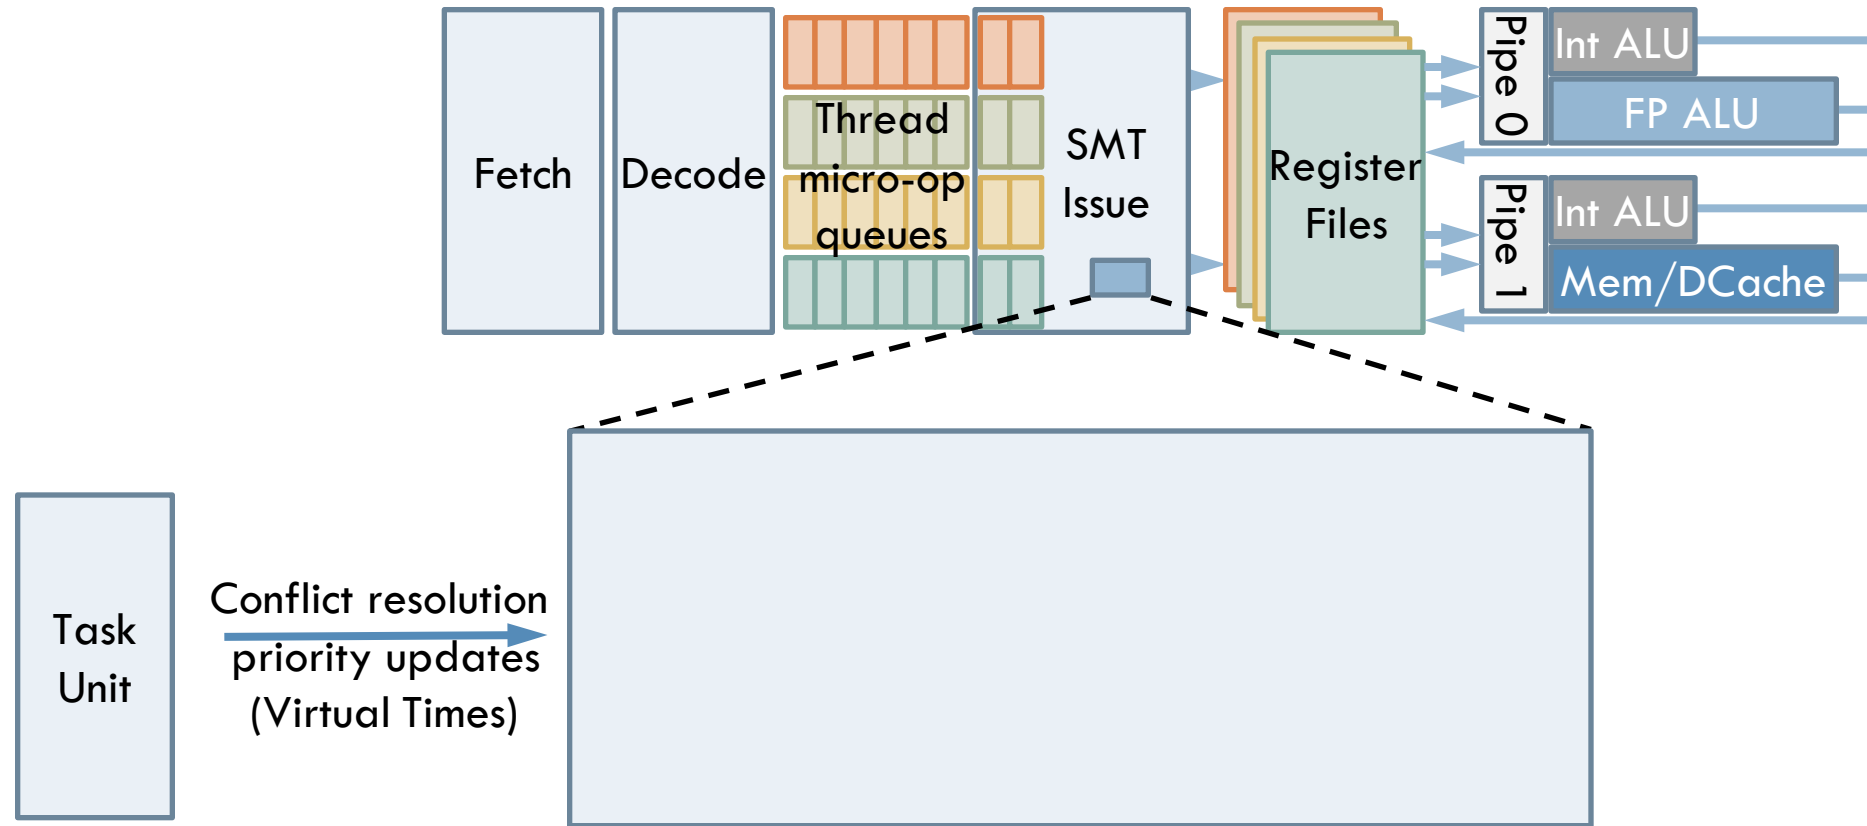 Fetch
Decode
Thread
micro-op
queues
SMT
Issue
Register
Files
Pipe 0
Int ALU
FP ALU
Pipe 1
Int ALU
Mem/DCache
Task
Unit
Conflict resolution
priority updates
(Virtual Times)